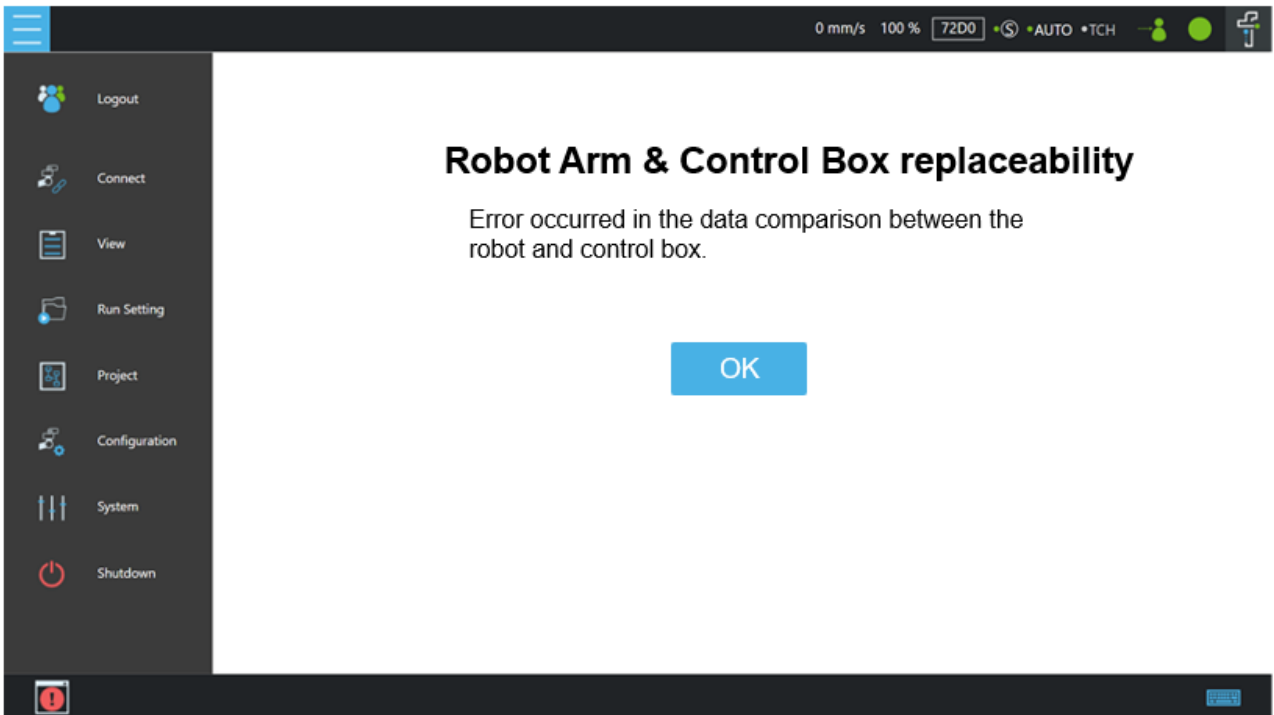 0 mm/s 100 % 72D0 •Ⓢ •AUTO •TCH
Logout
Connect
View
Run Setting
Project
Configuration
System
Shutdown
Robot Arm & Control Box replaceability
Error occurred in the data comparison between the
robot and control box.
OK